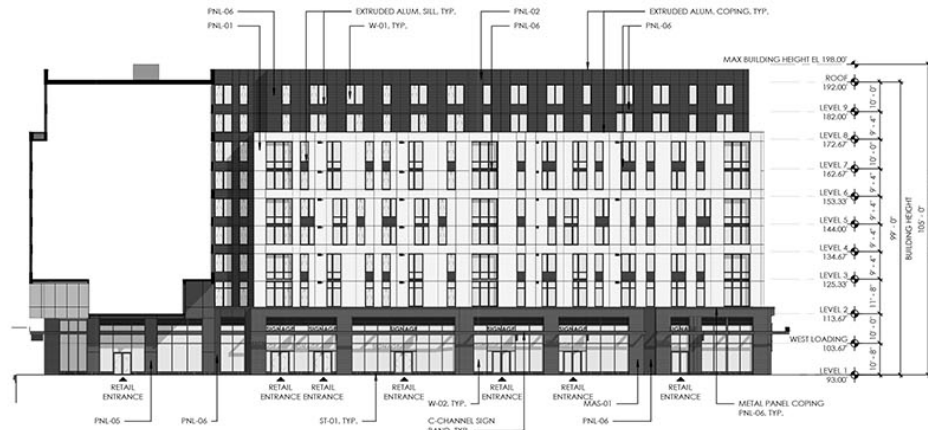 PNL-06
EXTRUDED ALUM. SILL, TYP.
PNL-02
EXTRUDED ALUM. COPING, TYP.
PNL-01
W-01, TYP.
PNL-06
PNL-06
MAX BUILDING HEIGHT EL 198.00'
ROOF
192.00'
10' - 0"
LEVEL 9
182.00'
9' - 4"
LEVEL 8
172.67'
10' - 0"
LEVEL 7
162.67'
9' - 4"
LEVEL 6
153.33'
9' - 4"
LEVEL 5
144.00'
9' - 4"
LEVEL 4
134.67'
9' - 4"
LEVEL 3
125.33'
11' - 8"
LEVEL 2
113.67'
10' - 0"
WEST LOADING
103.67'
10' - 8"
LEVEL 1
93.00'
99' - 0"
BUILDING HEIGHT
105' - 0"
SIGNAGE
SIGNAGE
SIGNAGE
SIGNAGE
SIGNAGE
SIGNAGE
RETAIL
ENTRANCE
RETAIL
ENTRANCE
RETAIL
ENTRANCE
RETAIL
ENTRANCE
RETAIL
ENTRANCE
RETAIL
ENTRANCE
RETAIL
ENTRANCE
W-02, TYP.
MAS-01
METAL PANEL COPING
PNL-06, TYP.
PNL-05
PNL-06
ST-01, TYP.
C-CHANNEL SIGN
BAND, TYP.
PNL-06